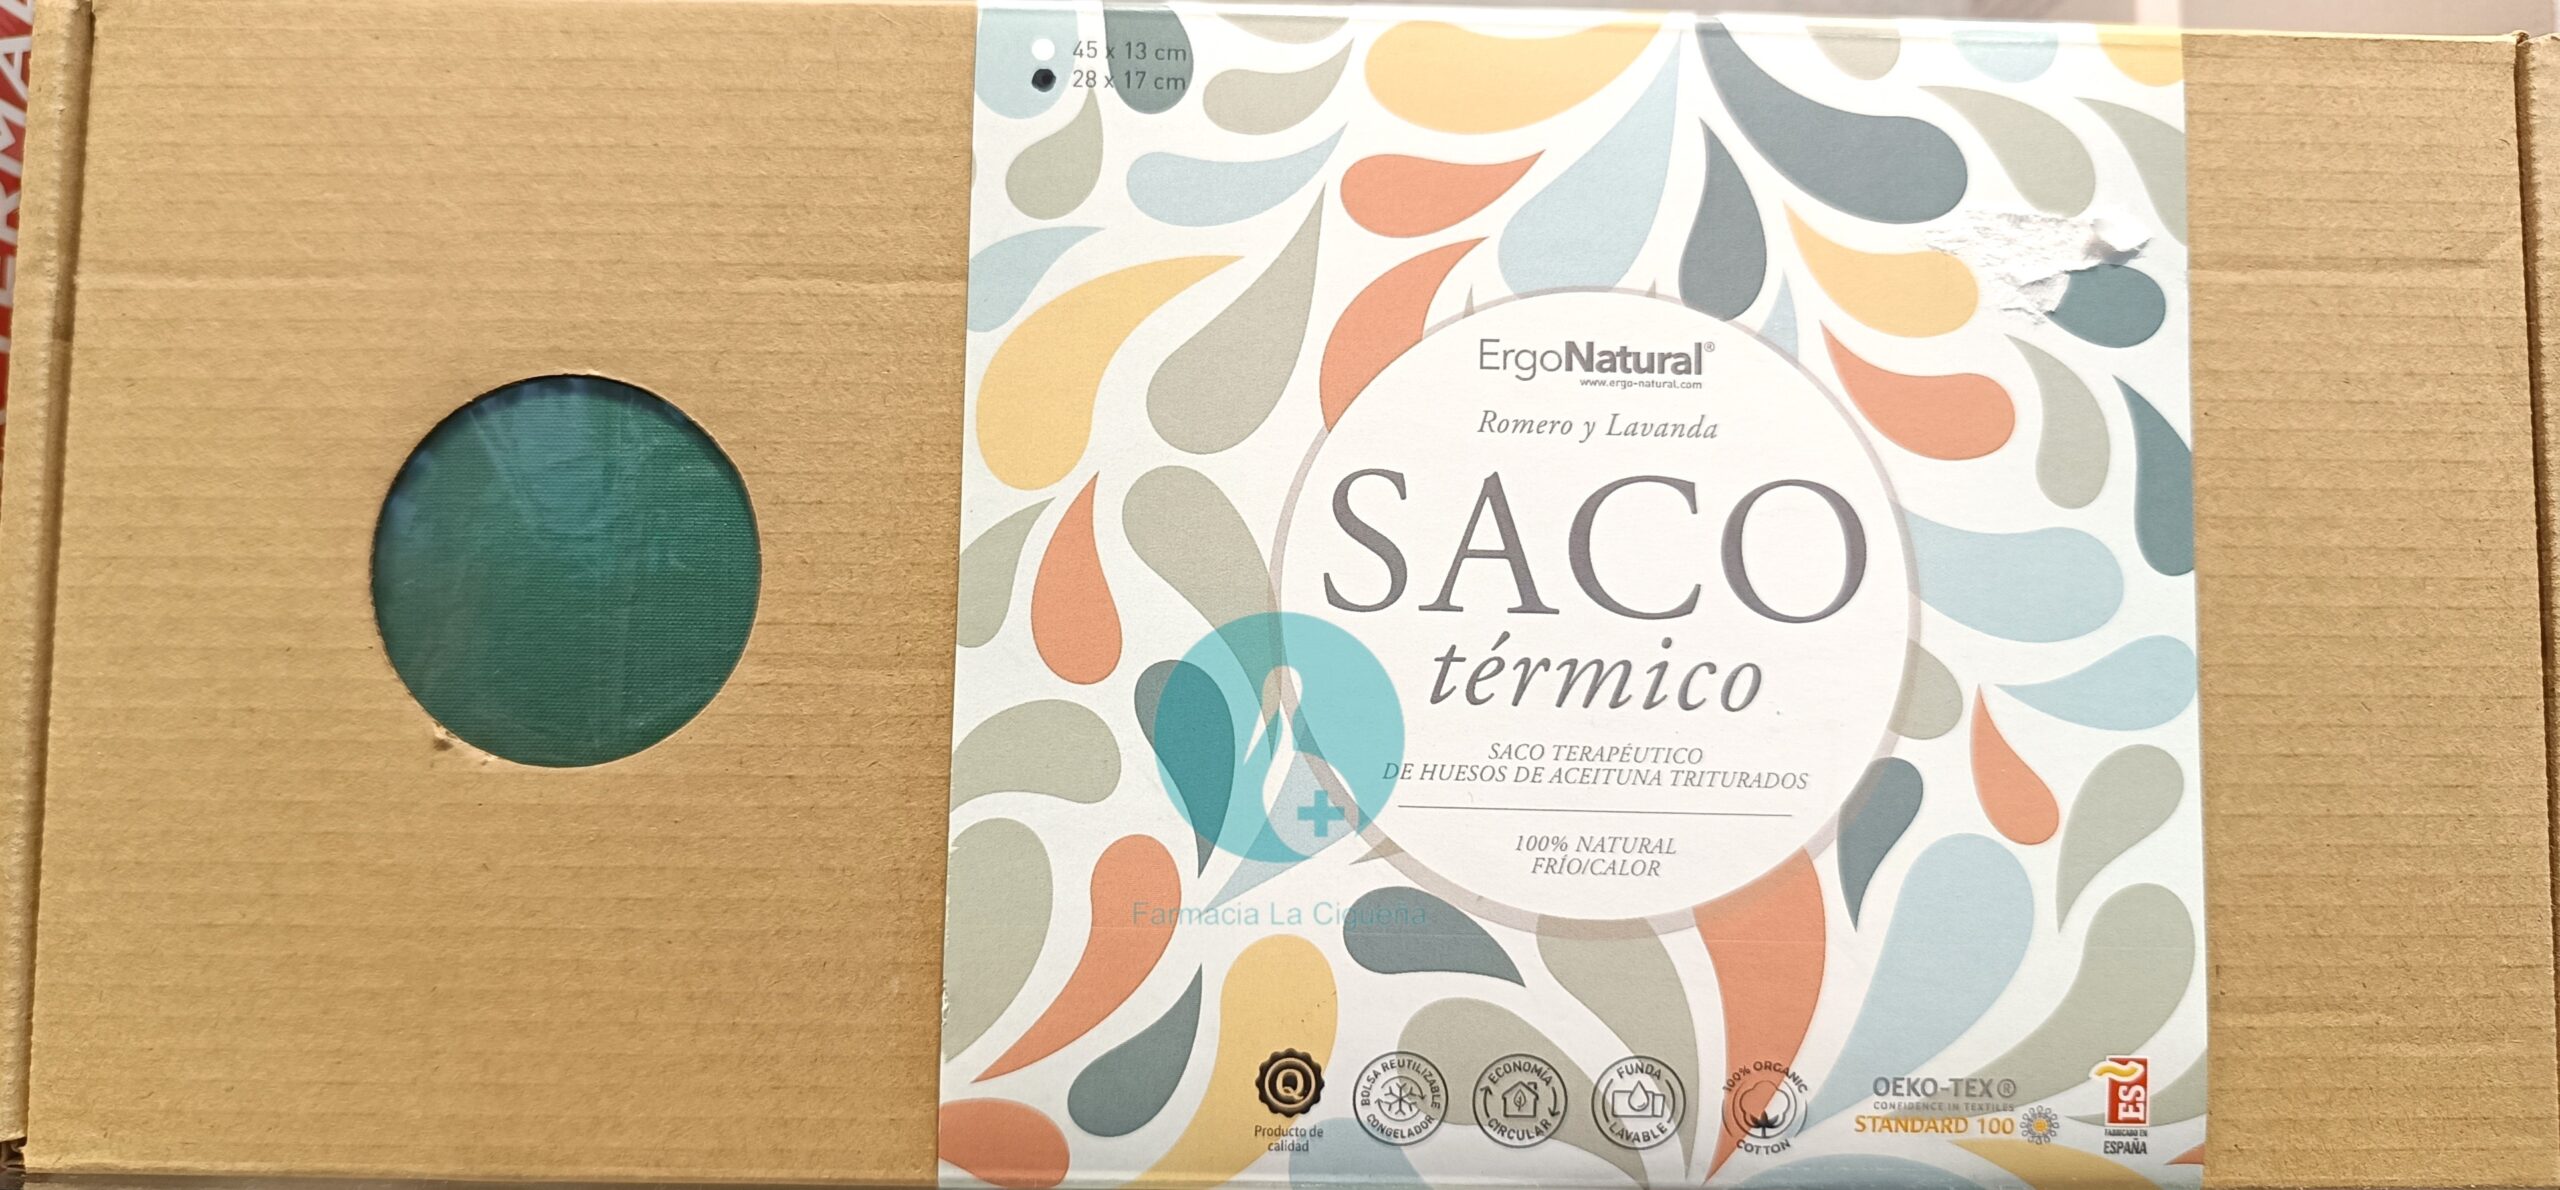 45 x 13 cm
28 x 17 cm
ErgoNatural®
www.ergo-natural.com
Romero y Lavanda
SACO
térmico
SACO TERAPÉUTICO
DE HUESOS DE ACEITUNA TRITURADOS
100% NATURAL
FRÍO/CALOR
Farmacia La Cigüeña
Q
Producto de
calidad
BOLSA REUTILIZABLE
CONGELADOR
ECONOMÍA
CIRCULAR
FUNDA
LAVABLE
100% ORGANIC
COTTON
OEKO-TEX®
CONFIDENCE IN TEXTILES
STANDARD 100
ES
FABRICADO EN
ESPAÑA